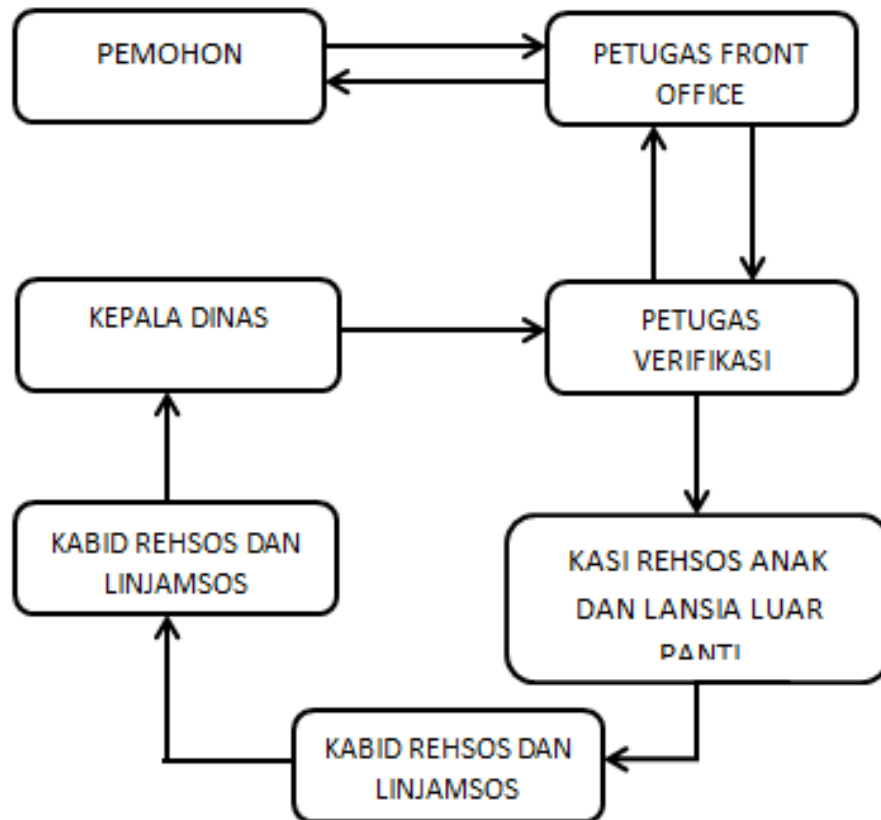 PEMOHON
PETUGAS FRONT
OFFICE
KEPALA DINAS
PETUGAS
VERIFIKASI
KABID REHSOS DAN
LINJAMSOS
KASI REHSOS ANAK
DAN LANSIA LUAR
PANTI
KABID REHSOS DAN
LINJAMSOS